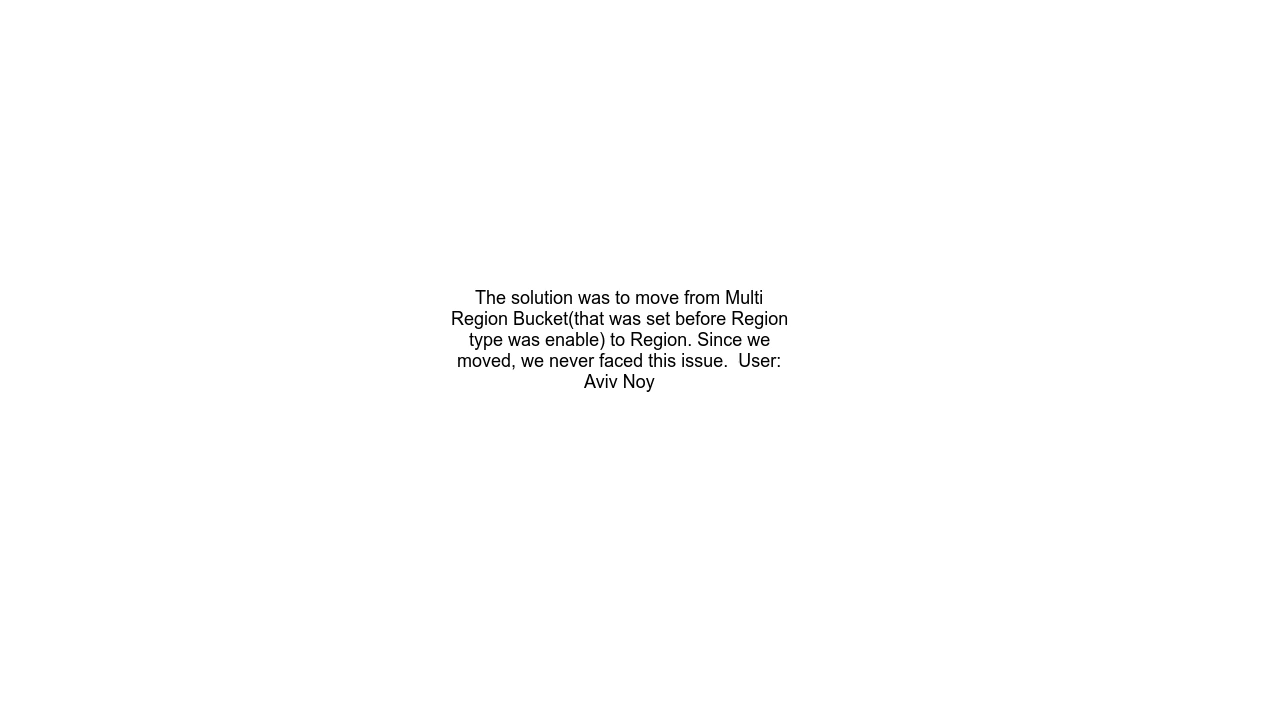 The solution was to move from Multi
Region Bucket(that was set before Region
type was enable) to Region. Since we
moved, we never faced this issue.  User:
Aviv Noy